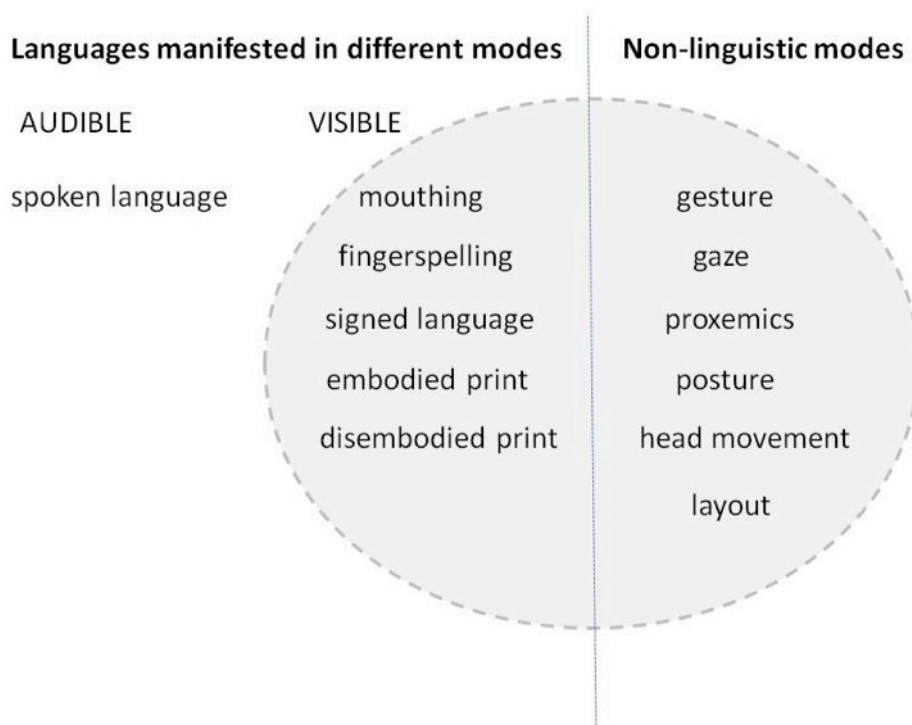 Languages manifested in different modes Non-linguistic modes
AUDIBLE VISIBLE
spoken language mouthing gesture
fingerspelling gaze
signed language proxemics
embodied print posture
disembodied print head movement
layout